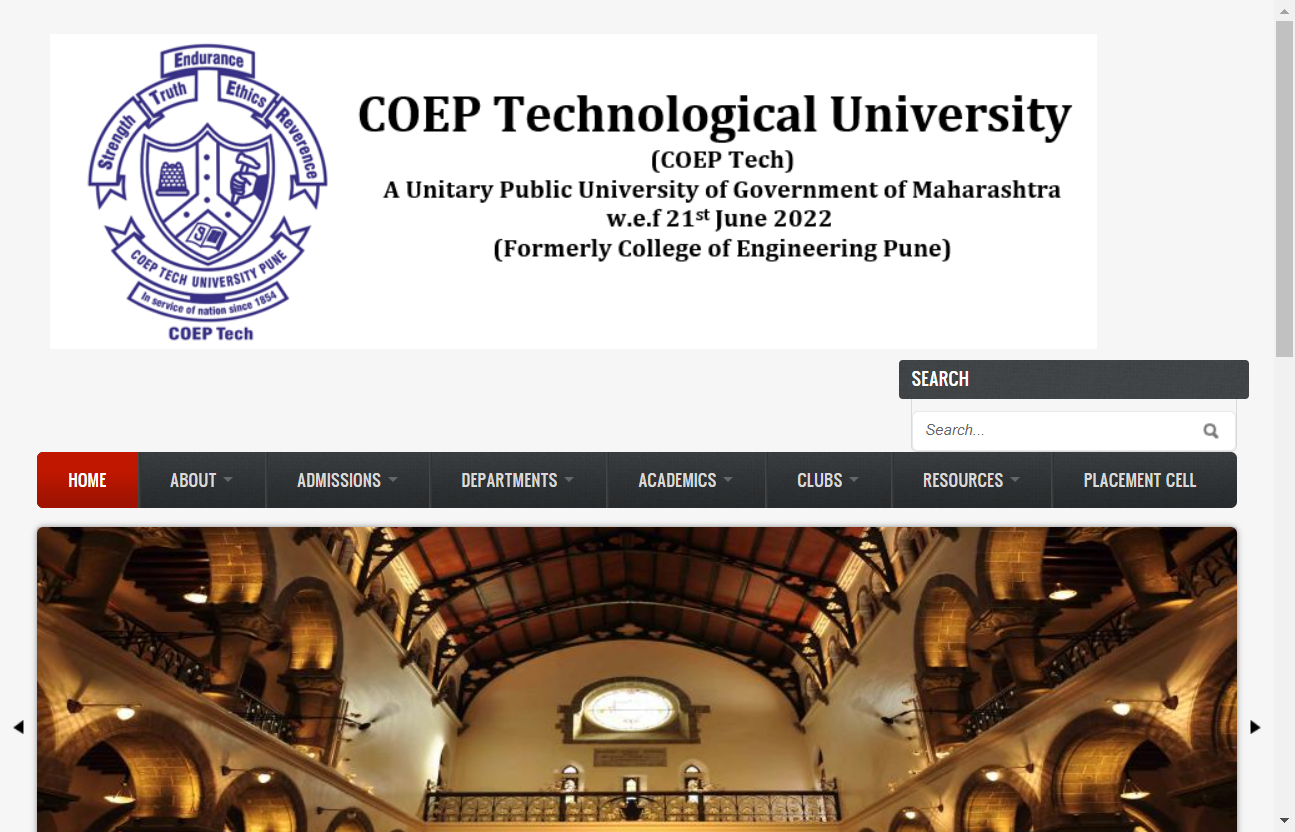 Endurance
Truth
Ethics
Strength
Reverence
COEP TECH UNIVERSITY PUNE
In service of nation since 1854
COEP Tech
COEP Technological University
(COEP Tech)
A Unitary Public University of Government of Maharashtra
w.e.f 21st June 2022
(Formerly College of Engineering Pune)
SEARCH
Search...
HOME ABOUT ADMISSIONS DEPARTMENTS ACADEMICS CLUBS RESOURCES PLACEMENT CELL